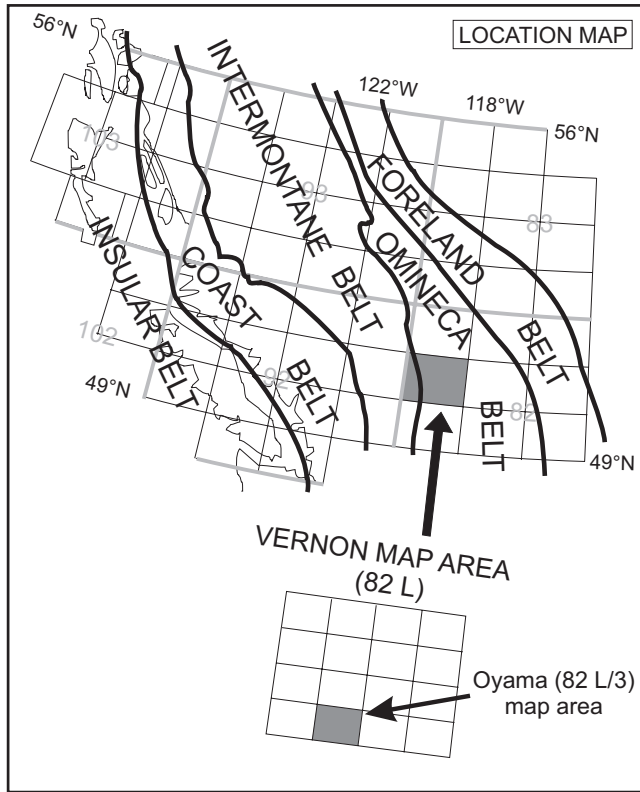 LOCATION MAP
56°N
122°W
118°W
56°N
103
93
83
102
92
82
INSULAR BELT
COAST
BELT
INTERMONTANE
BELT
OMINECA
BELT
FORELAND
BELT
49°N
49°N
VERNON MAP AREA
(82 L)
Oyama (82 L/3)
map area